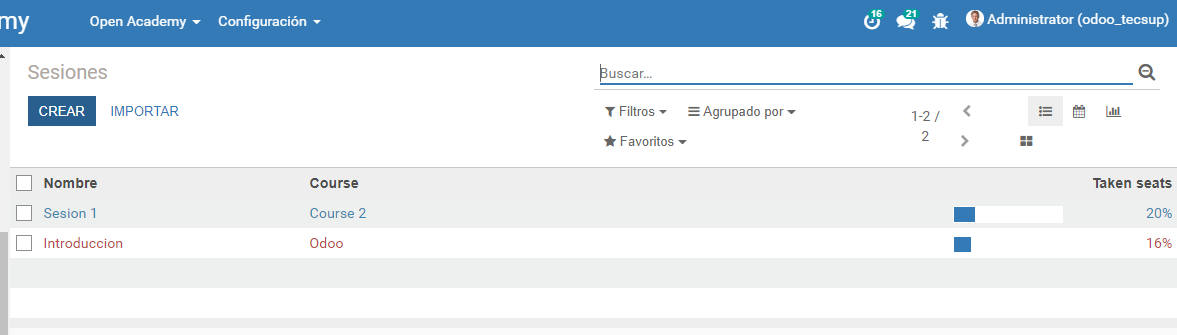 my Open Academy Configuración 16 21 Administrator (odoo_tecsup)
Sesiones Buscar...
CREAR IMPORTAR Filtros Agrupado por 1-2 /
2
Favoritos
Nombre Course Taken seats
Sesion 1 Course 2 20%
Introduccion Odoo 16%